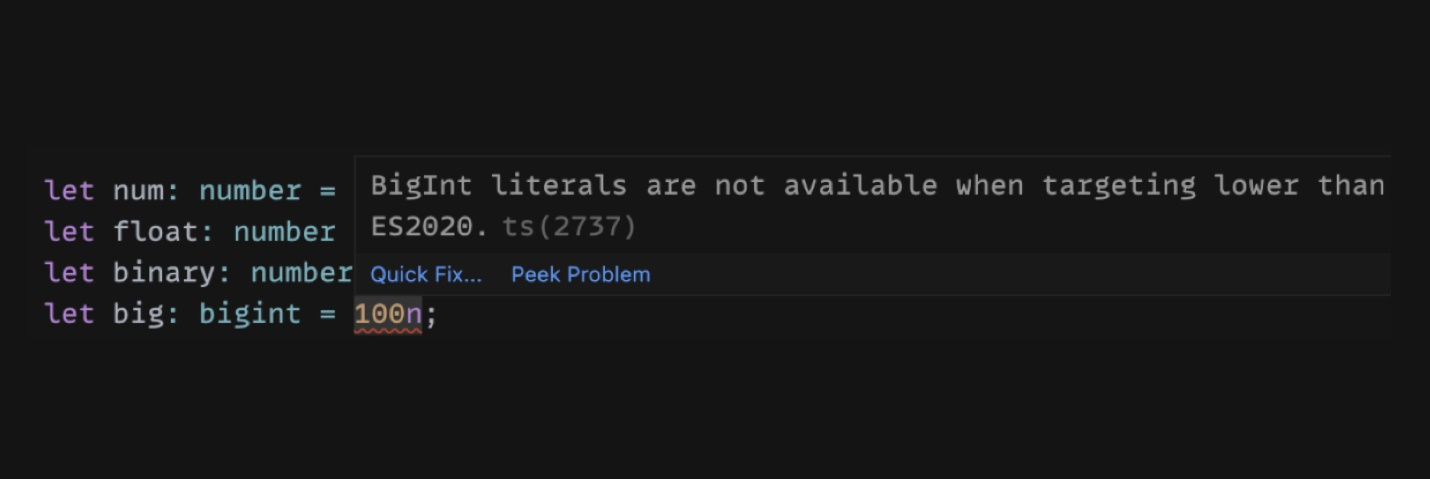 let num: number =
BigInt literals are not available when targeting lower than
ES2020. ts(2737)
let float: number
let binary: number
Quick Fix... Peek Problem
let big: bigint = 100n;